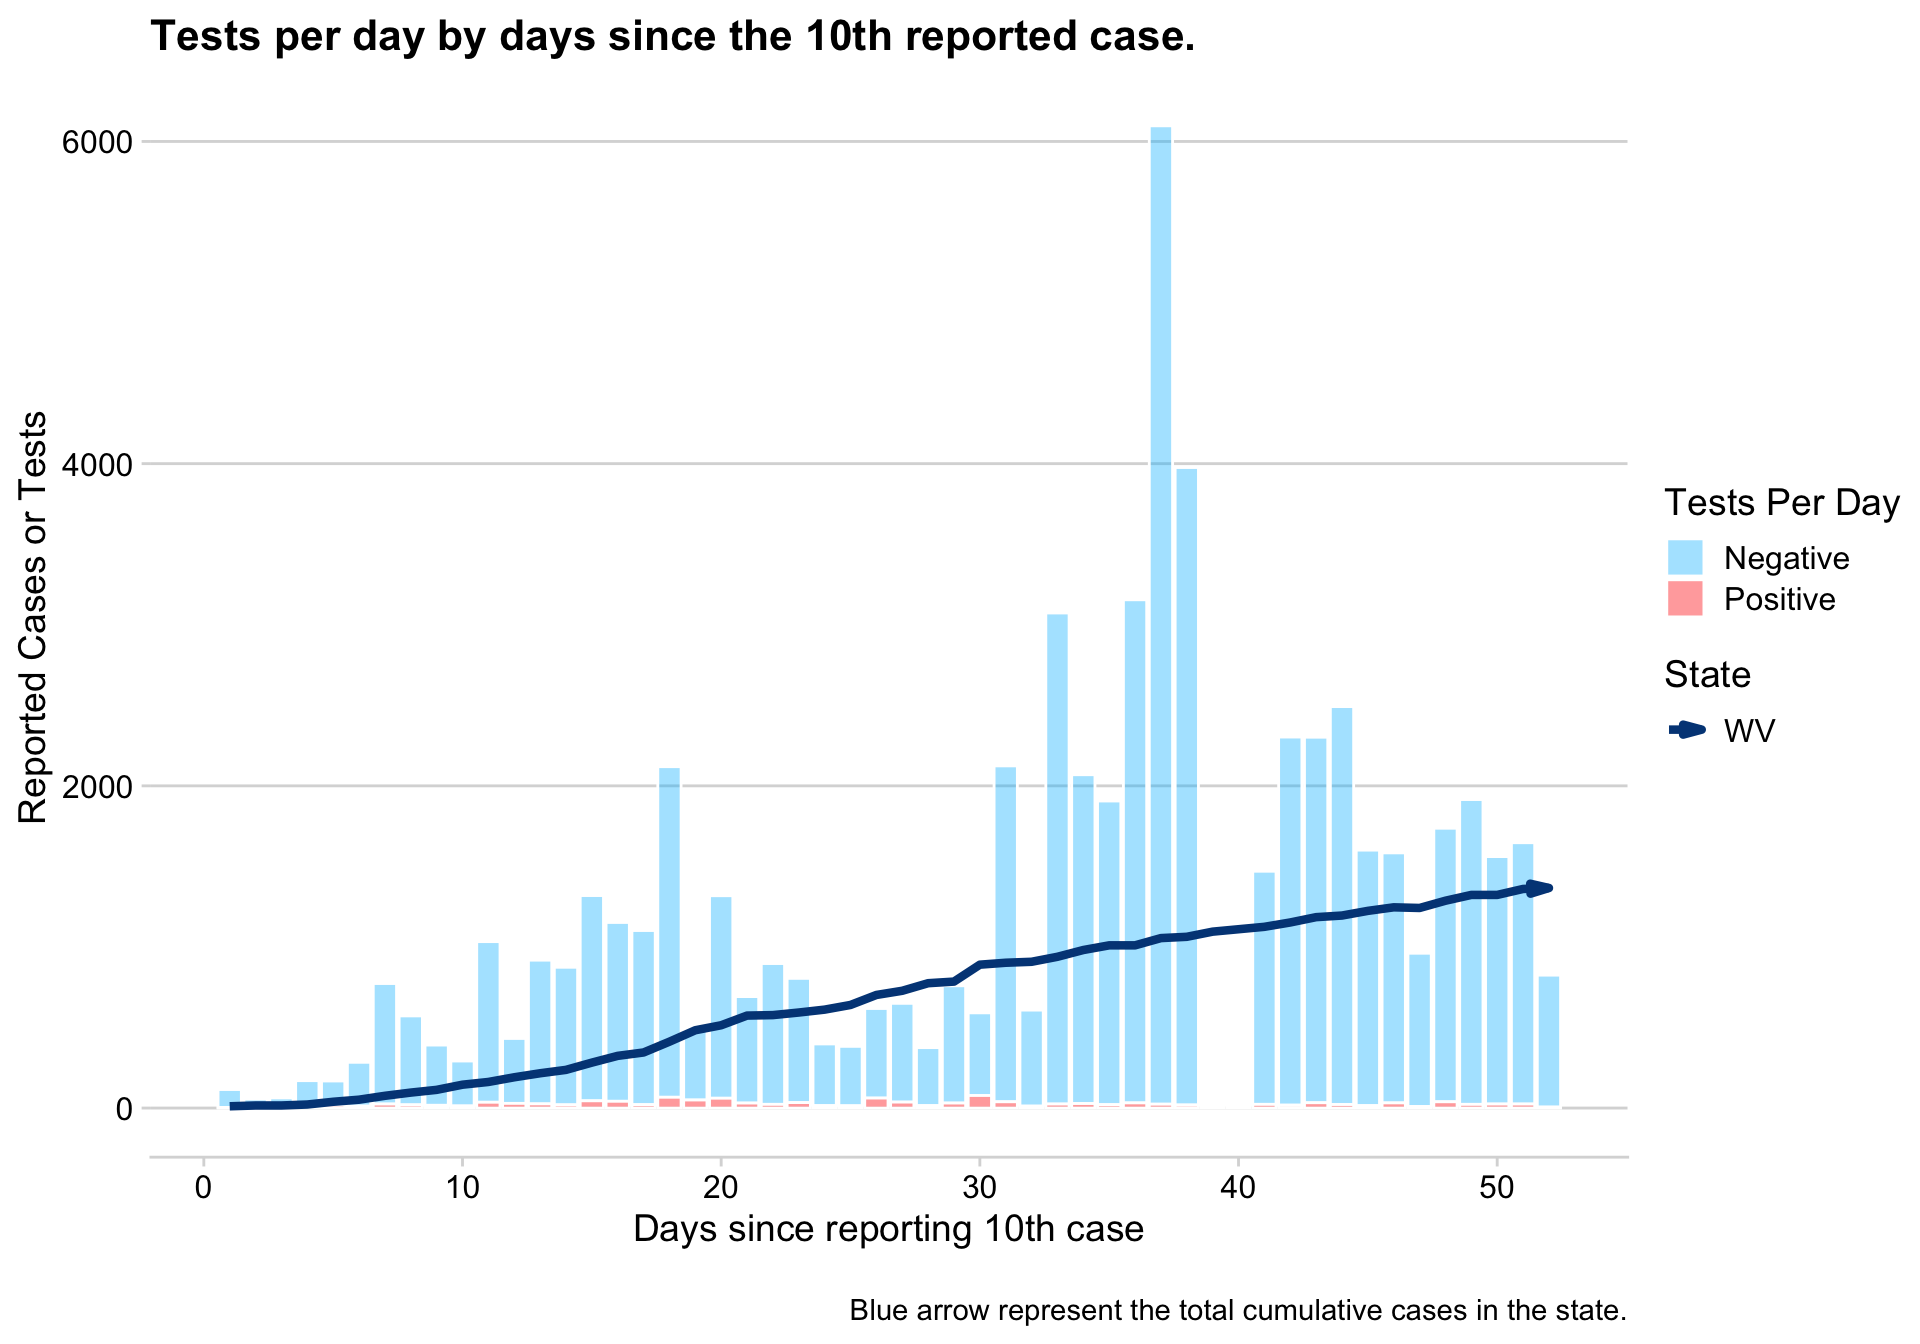 Tests per day by days since the 10th reported case.
6000
4000
2000
0
Reported Cases or Tests
0 10 20 30 40 50
Days since reporting 10th case
Tests Per Day
Negative
Positive
State
WV
Blue arrow represent the total cumulative cases in the state.